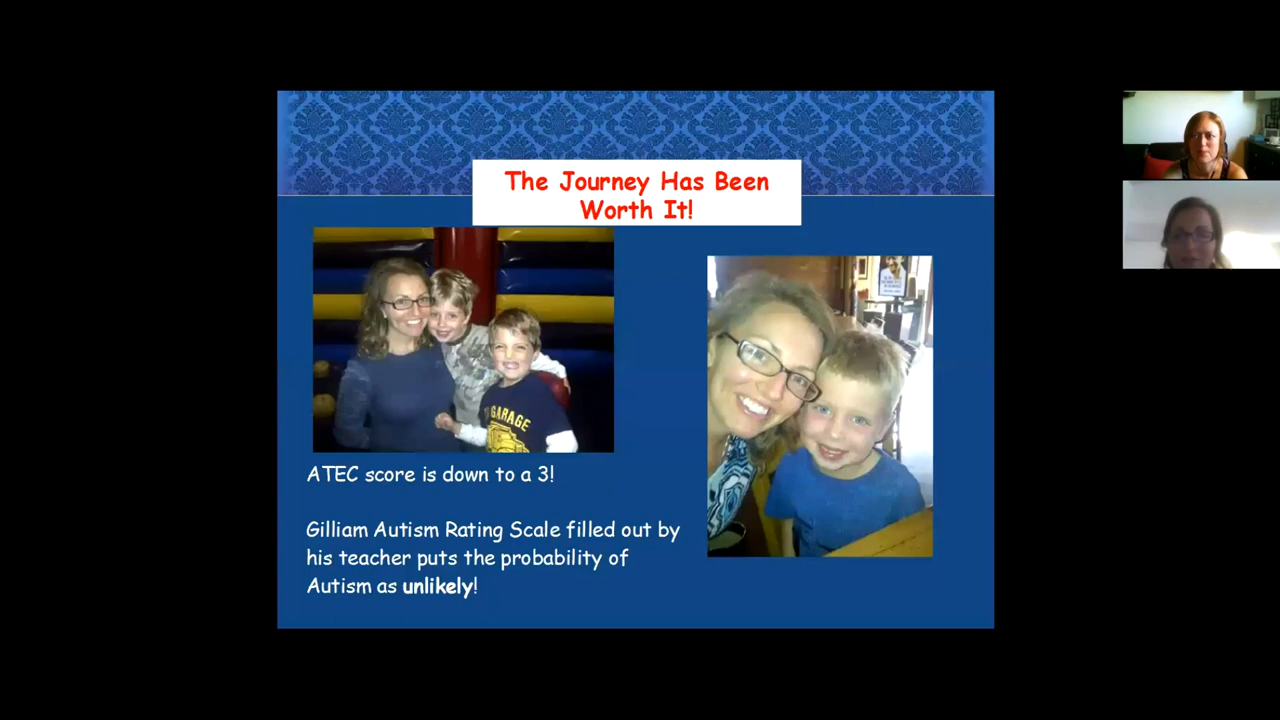 The Journey Has Been
Worth It!
GARAGE
ATEC score is down to a 3!
Gilliam Autism Rating Scale filled out by
his teacher puts the probability of
Autism as unlikely!